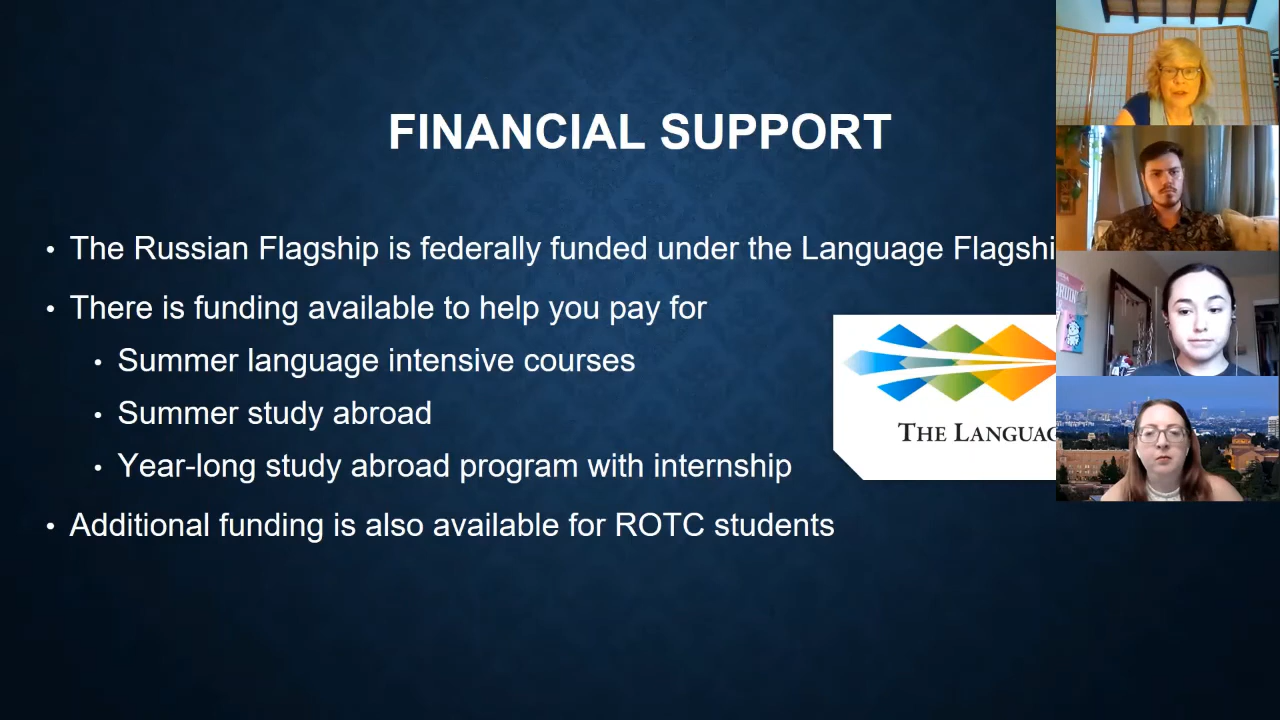 FINANCIAL SUPPORT
• The Russian Flagship is federally funded under the Language Flagshi
• There is funding available to help you pay for
• Summer language intensive courses
• Summer study abroad
• Year-long study abroad program with internship
• Additional funding is also available for ROTC students
THE LANGUAG